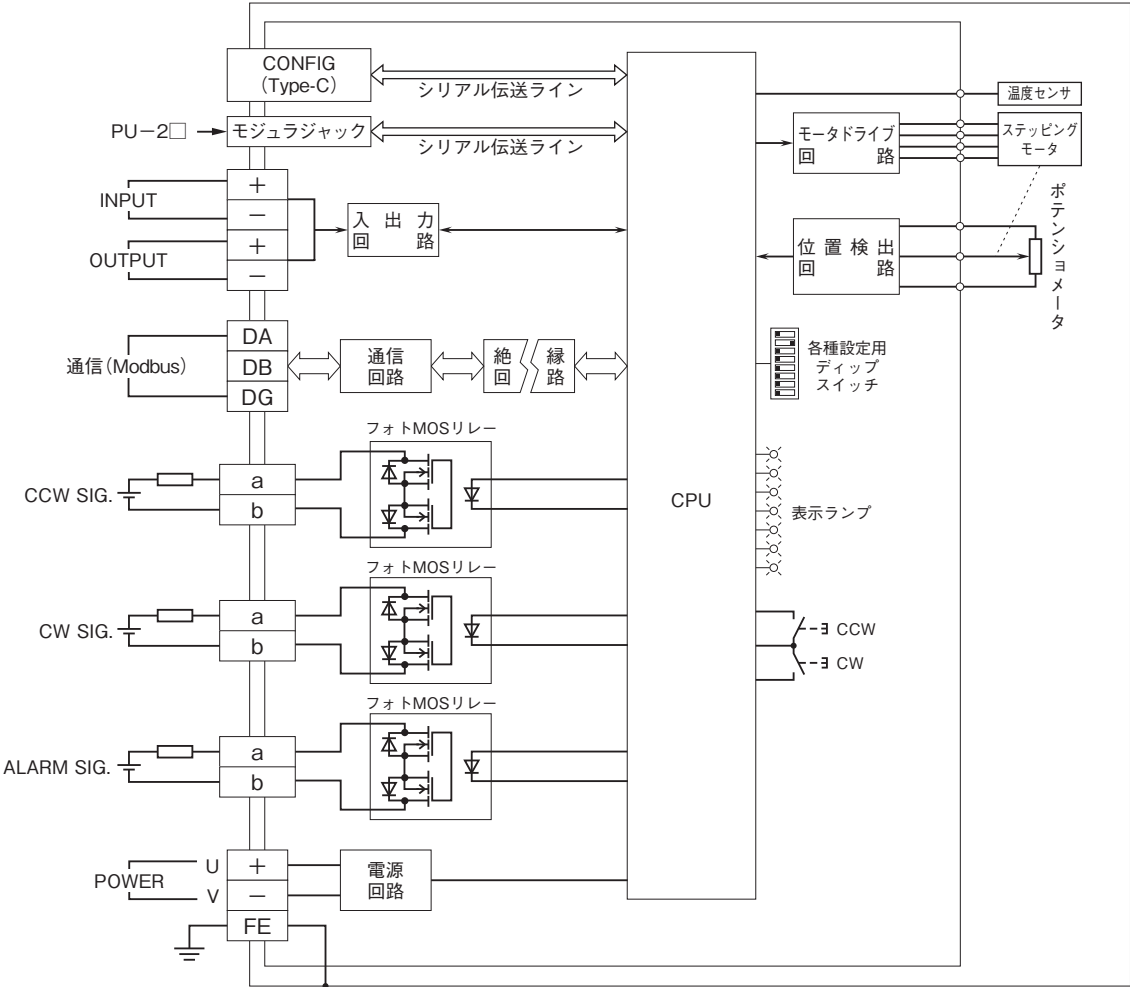 CONFIG
(Type-C)
シリアル伝送ライン
PU−2□
モジュラジャック
シリアル伝送ライン
INPUT
+
−
OUTPUT
+
−
入出力
回路
通信(Modbus)
DA
DB
DG
通信
回路
絶縁
回路
フォトMOSリレー
CCW SIG.
a
b
フォトMOSリレー
CW SIG.
a
b
フォトMOSリレー
ALARM SIG.
a
b
POWER
U
+
V
−
FE
電源
回路
CPU
温度センサ
モータドライブ
回路
ステッピング
モータ
位置検出
回路
ポテンショメータ
各種設定用
ディップ
スイッチ
表示ランプ
CCW
CW